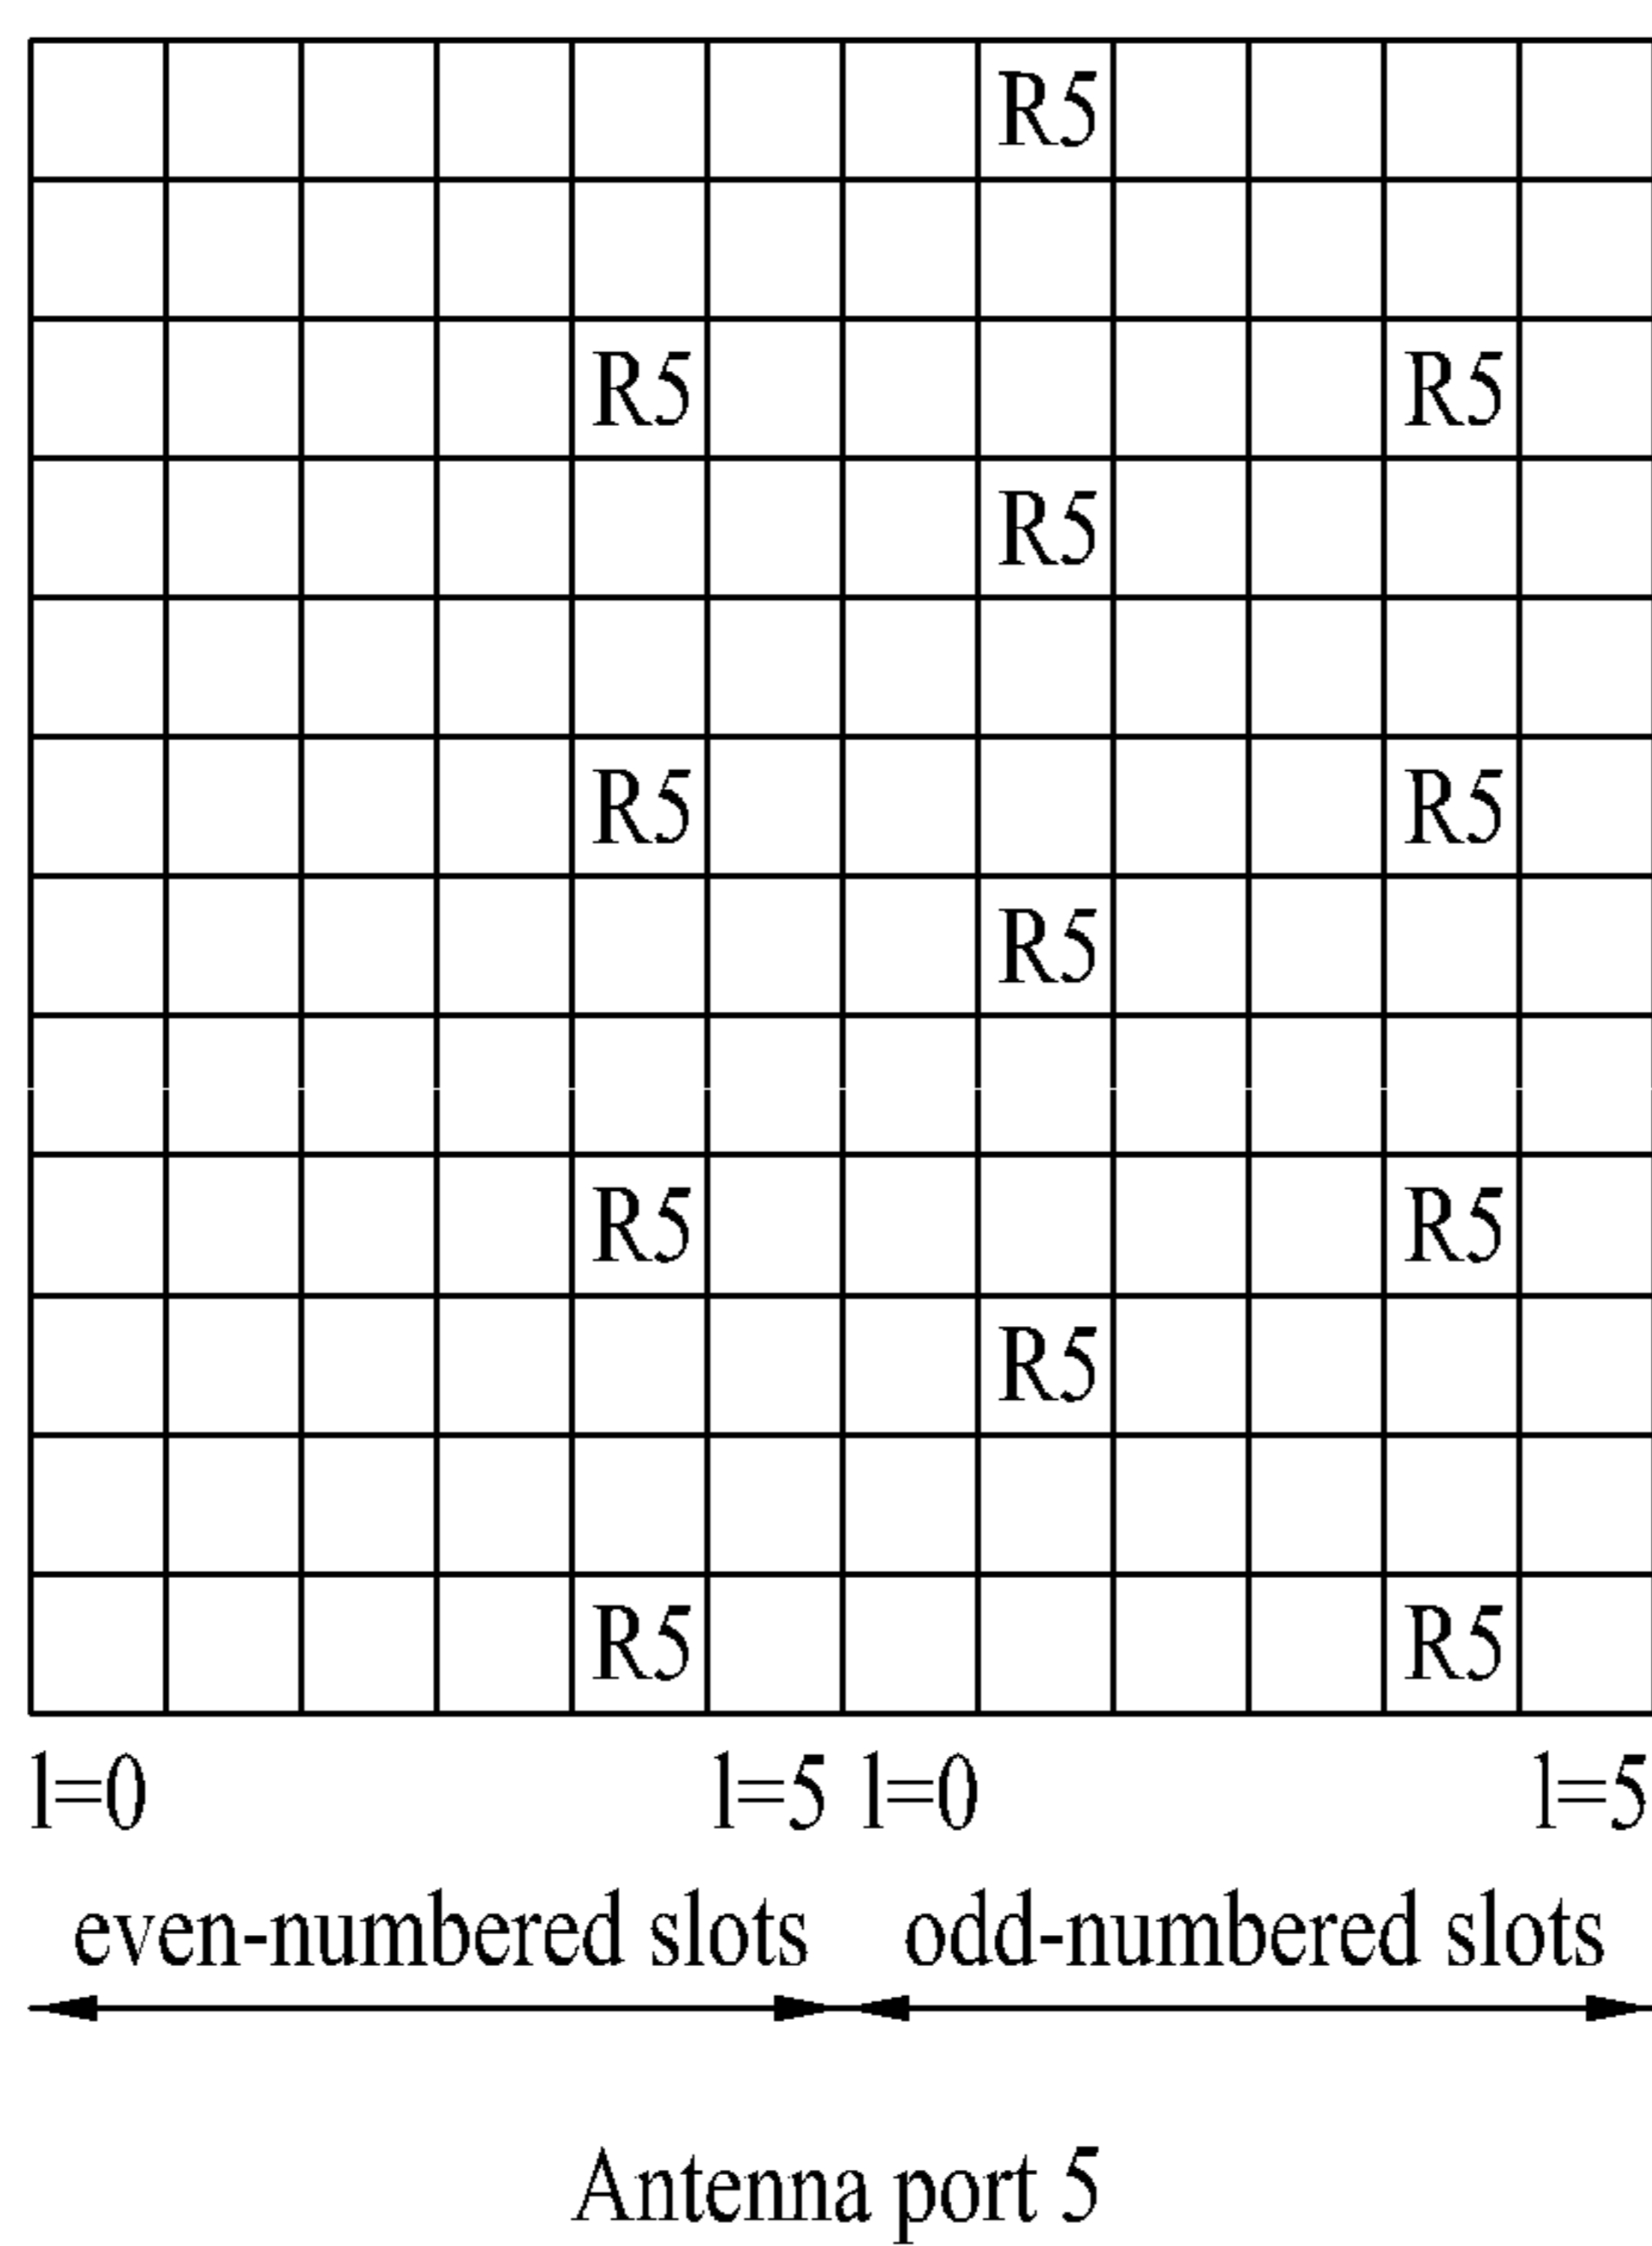 R5
R5 R5
R5
R5 R5
R5
R5 R5
R5
R5 R5
l=0 l=5 l=0 l=5
even-numbered slots odd-numbered slots
Antenna port 5